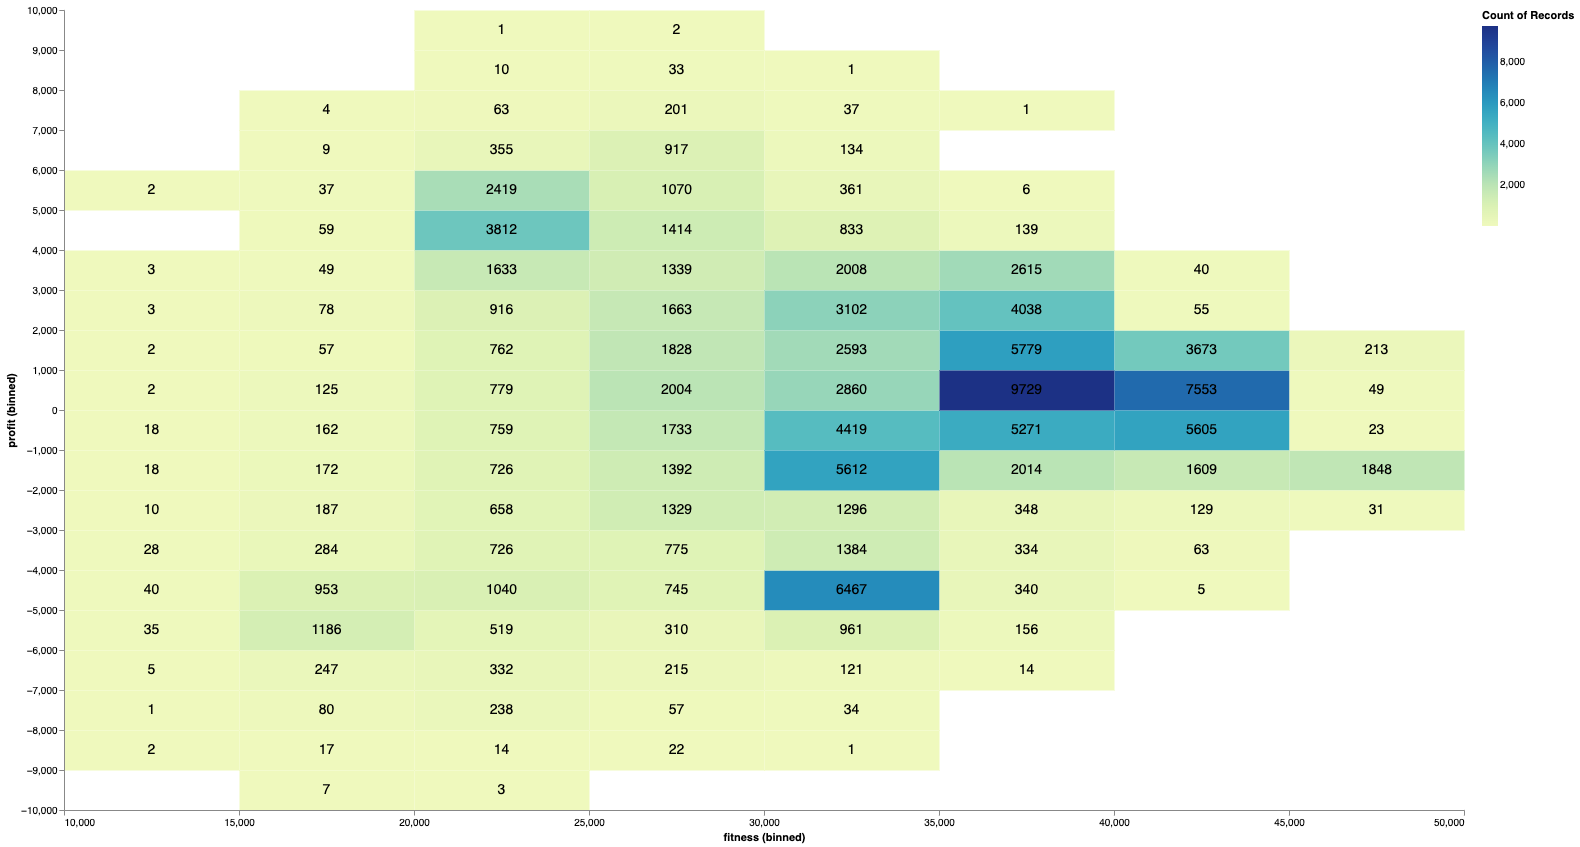 Count of Records
8,000
6,000
4,000
2,000
10,000
1 2
9,000
10 33 1
8,000
4 63 201 37 1
7,000
9 355 917 134
6,000
2 37 2419 1070 361 6
5,000
59 3812 1414 833 139
4,000
3 49 1633 1339 2008 2615 40
3,000
3 78 916 1663 3102 4038 55
2,000
2 57 762 1828 2593 5779 3673 213
1,000
2 125 779 2004 2860 9729 7553 49
0
18 162 759 1733 4419 5271 5605 23
−1,000
18 172 726 1392 5612 2014 1609 1848
−2,000
10 187 658 1329 1296 348 129 31
−3,000
28 284 726 775 1384 334 63
−4,000
40 953 1040 745 6467 340 5
−5,000
35 1186 519 310 961 156
−6,000
5 247 332 215 121 14
−7,000
1 80 238 57 34
−8,000
2 17 14 22 1
−9,000
7 3
−10,000
profit (binned)
10,000 15,000 20,000 25,000 30,000 35,000 40,000 45,000 50,000
fitness (binned)